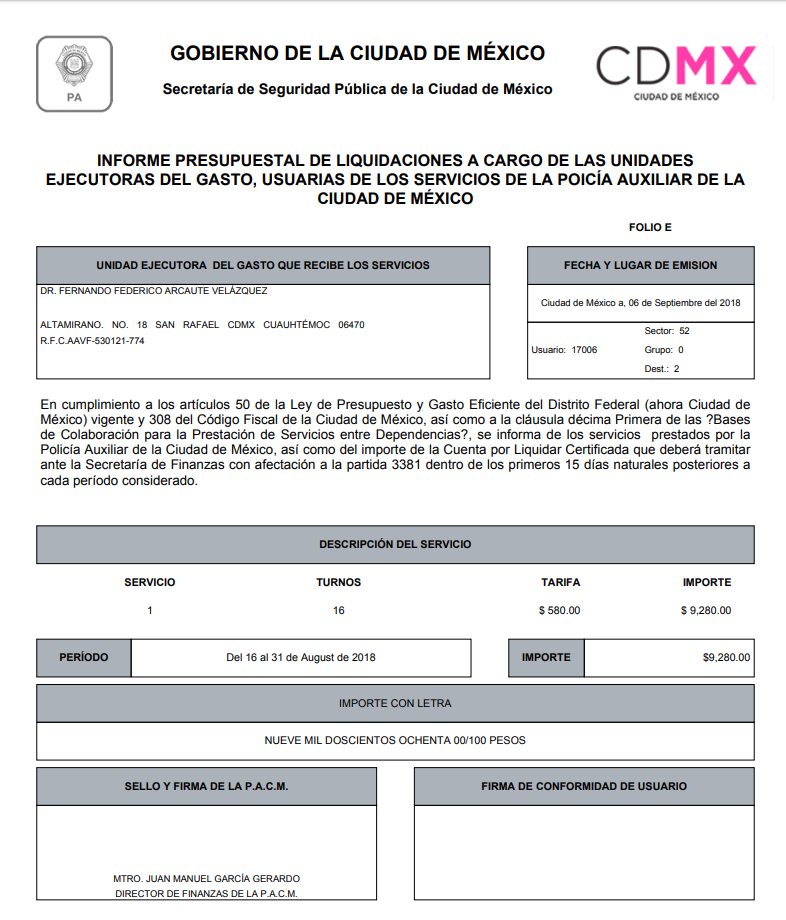 PA
GOBIERNO DE LA CIUDAD DE MÉXICO
Secretaría de Seguridad Pública de la Ciudad de México
CDMX
CIUDAD DE MÉXICO
INFORME PRESUPUESTAL DE LIQUIDACIONES A CARGO DE LAS UNIDADES
EJECUTORAS DEL GASTO, USUARIAS DE LOS SERVICIOS DE LA POICÍA AUXILIAR DE LA
CIUDAD DE MÉXICO
FOLIO E
UNIDAD EJECUTORA DEL GASTO QUE RECIBE LOS SERVICIOS
DR. FERNANDO FEDERICO ARCAUTE VELÁZQUEZ
ALTAMIRANO. NO. 18 SAN RAFAEL CDMX CUAUHTÉMOC 06470
R.F.C.AAVF-530121-774
FECHA Y LUGAR DE EMISION
Ciudad de México a, 06 de Septiembre del 2018
Sector: 52
Usuario: 17006 Grupo: 0
Dest.: 2
En cumplimiento a los artículos 50 de la Ley de Presupuesto y Gasto Eficiente del Distrito Federal (ahora Ciudad de
México) vigente y 308 del Código Fiscal de la Ciudad de México, así como a la cláusula décima Primera de las ?Bases
de Colaboración para la Prestación de Servicios entre Dependencias?, se informa de los servicios prestados por la
Policía Auxiliar de la Ciudad de México, así como del importe de la Cuenta por Liquidar Certificada que deberá tramitar
ante la Secretaría de Finanzas con afectación a la partida 3381 dentro de los primeros 15 días naturales posteriores a
cada período considerado.
DESCRIPCIÓN DEL SERVICIO
SERVICIO TURNOS TARIFA IMPORTE
1 16 $ 580.00 $ 9,280.00
PERÍODO Del 16 al 31 de August de 2018 IMPORTE $9,280.00
IMPORTE CON LETRA
NUEVE MIL DOSCIENTOS OCHENTA 00/100 PESOS
SELLO Y FIRMA DE LA P.A.C.M.
MTRO. JUAN MANUEL GARCÍA GERARDO
DIRECTOR DE FINANZAS DE LA P.A.C.M.
FIRMA DE CONFORMIDAD DE USUARIO